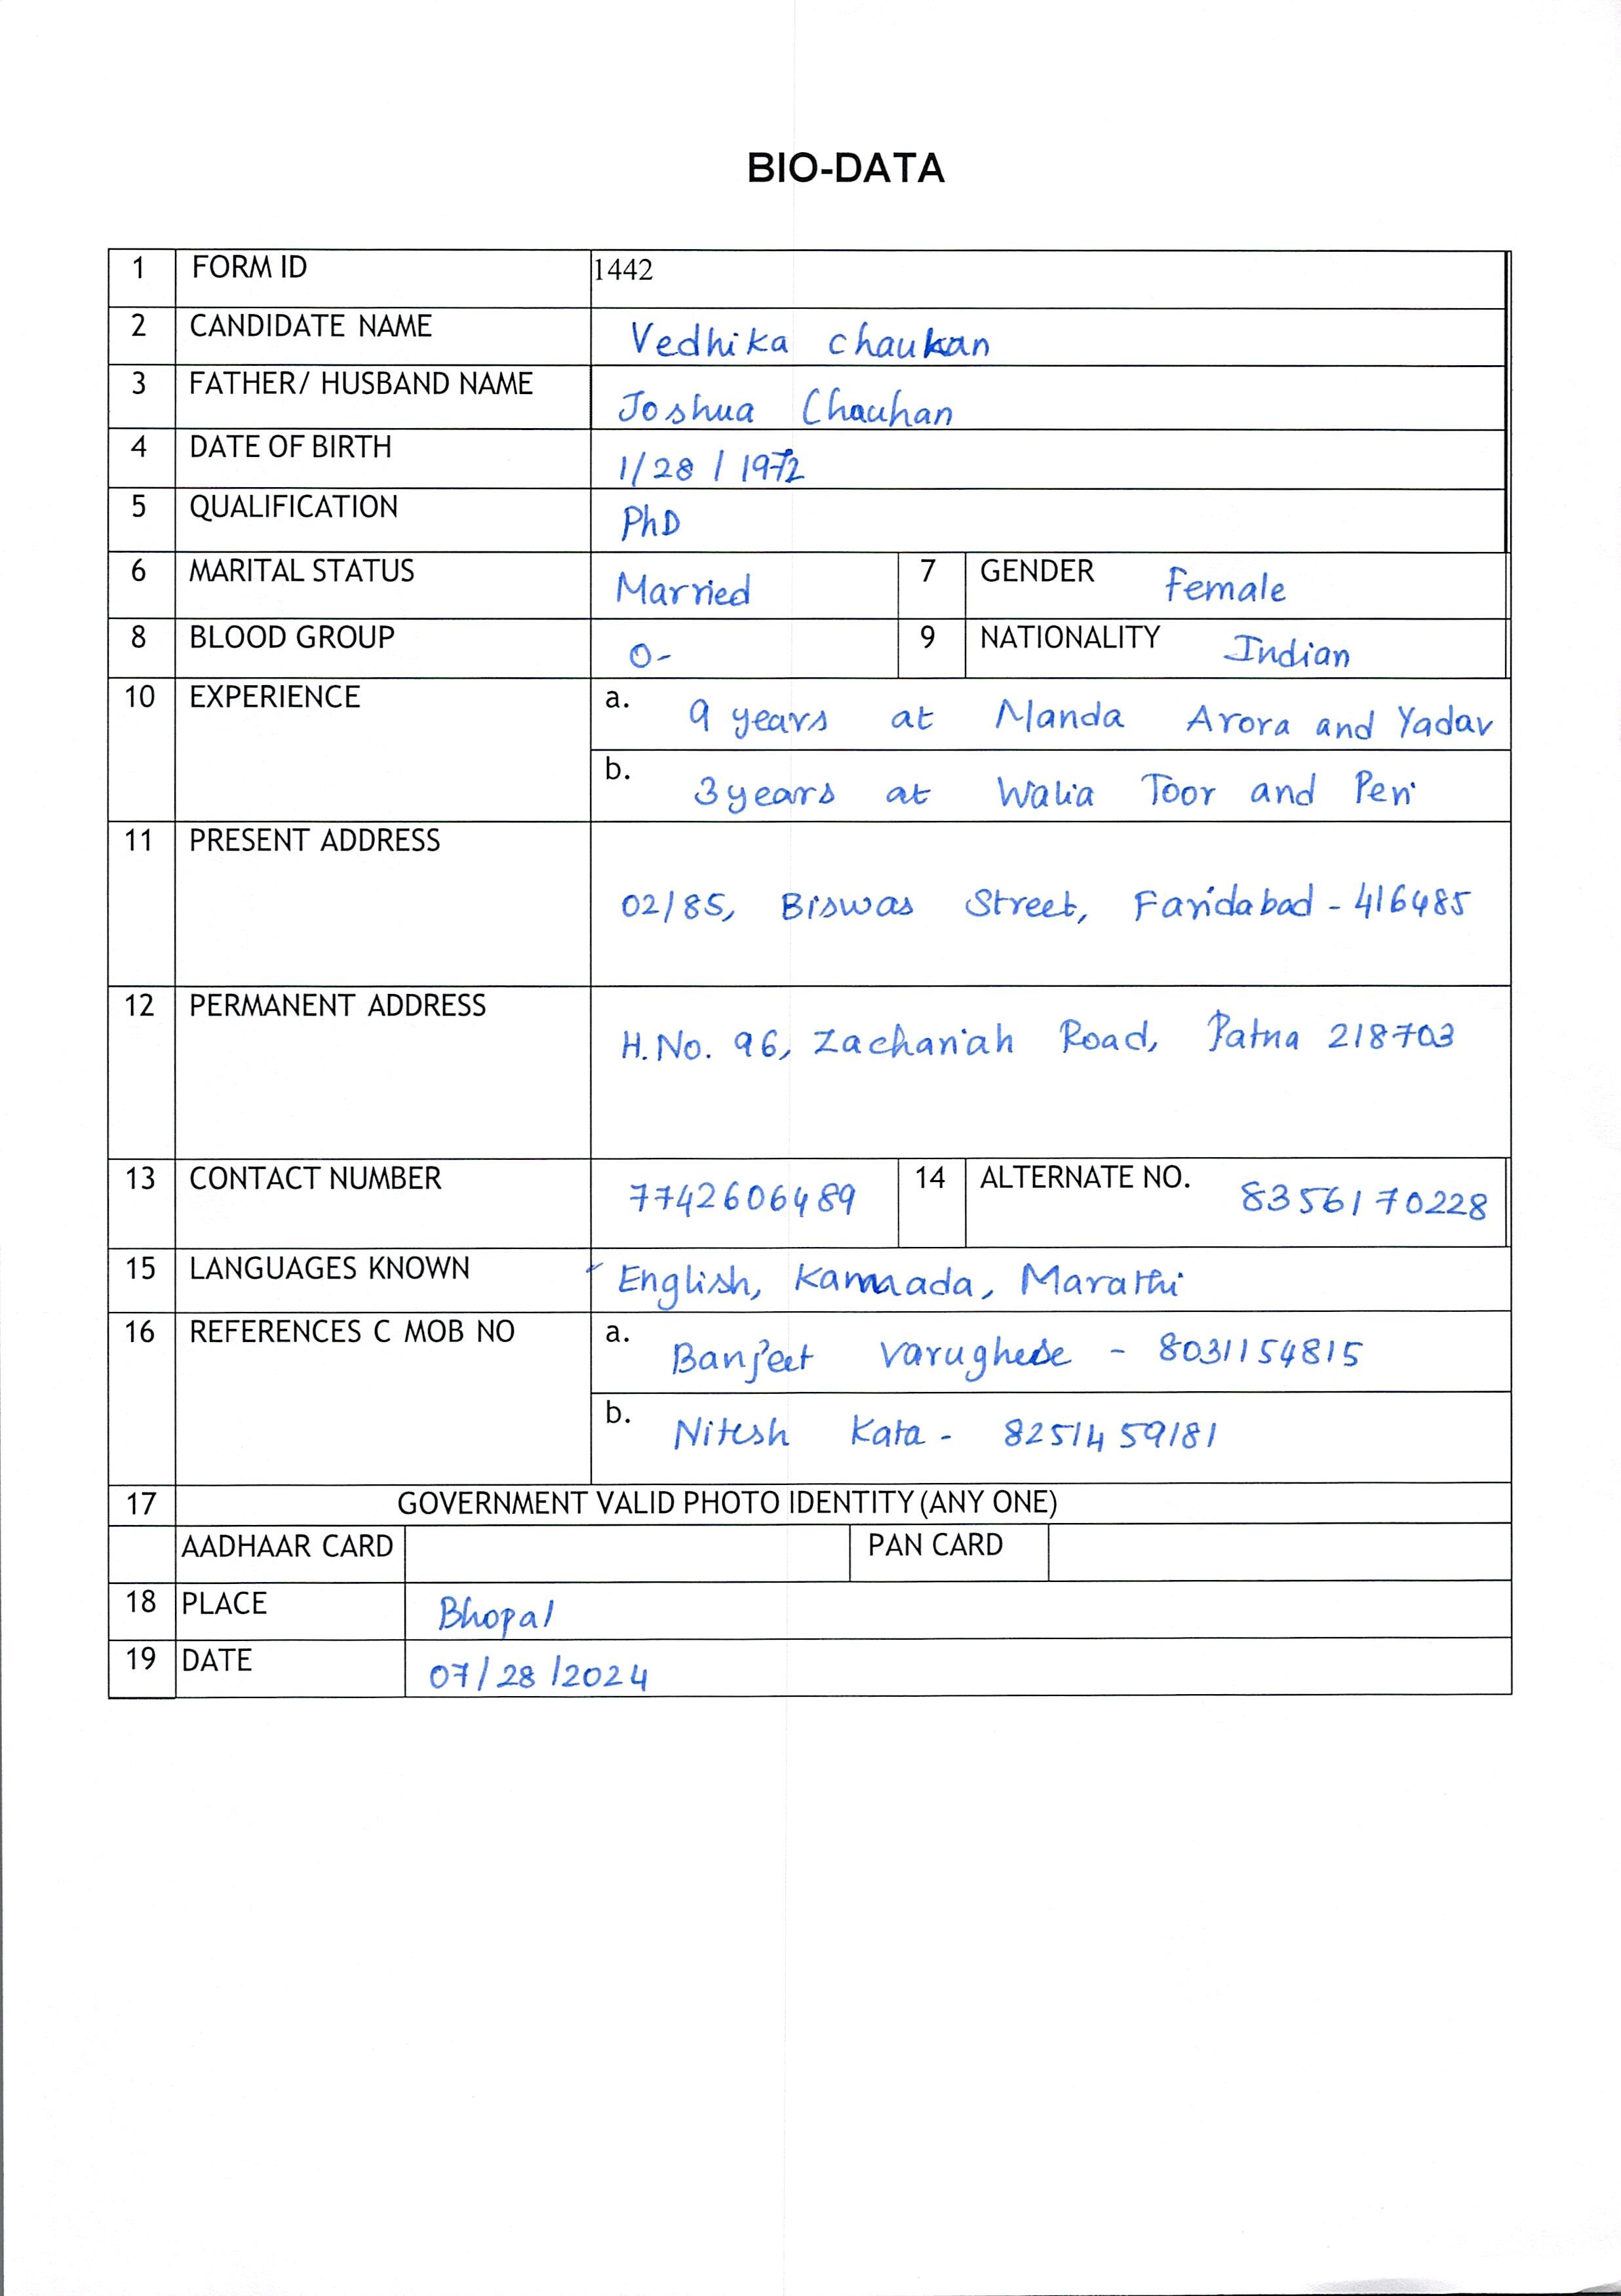 BIO-DATA
1 FORM ID 1442
2 CANDIDATE NAME Vedhika Chauhan
3 FATHER/ HUSBAND NAME Joshua Chauhan
4 DATE OF BIRTH 1/28/1972
5 QUALIFICATION PhD
6 MARITAL STATUS Married 7 GENDER Female
8 BLOOD GROUP O- 9 NATIONALITY Indian
10 EXPERIENCE a. 9 years at Manda Arora and Yadav
b. 3 years at Walia Toor and Peri
11 PRESENT ADDRESS
02/85, Biswas Street, Faridabad - 416485
12 PERMANENT ADDRESS
H.No. 96, Zachariah Road, Patna 218703
13 CONTACT NUMBER 7742606489 14 ALTERNATE NO. 8356170228
15 LANGUAGES KNOWN English, Kannada, Marathi
16 REFERENCES C MOB NO a. Banjeet Varughese - 8031154815
b. Nitesh Kata - 8251459181
17 GOVERNMENT VALID PHOTO IDENTITY (ANY ONE)
AADHAAR CARD PAN CARD
18 PLACE Bhopal
19 DATE 07/28/2024